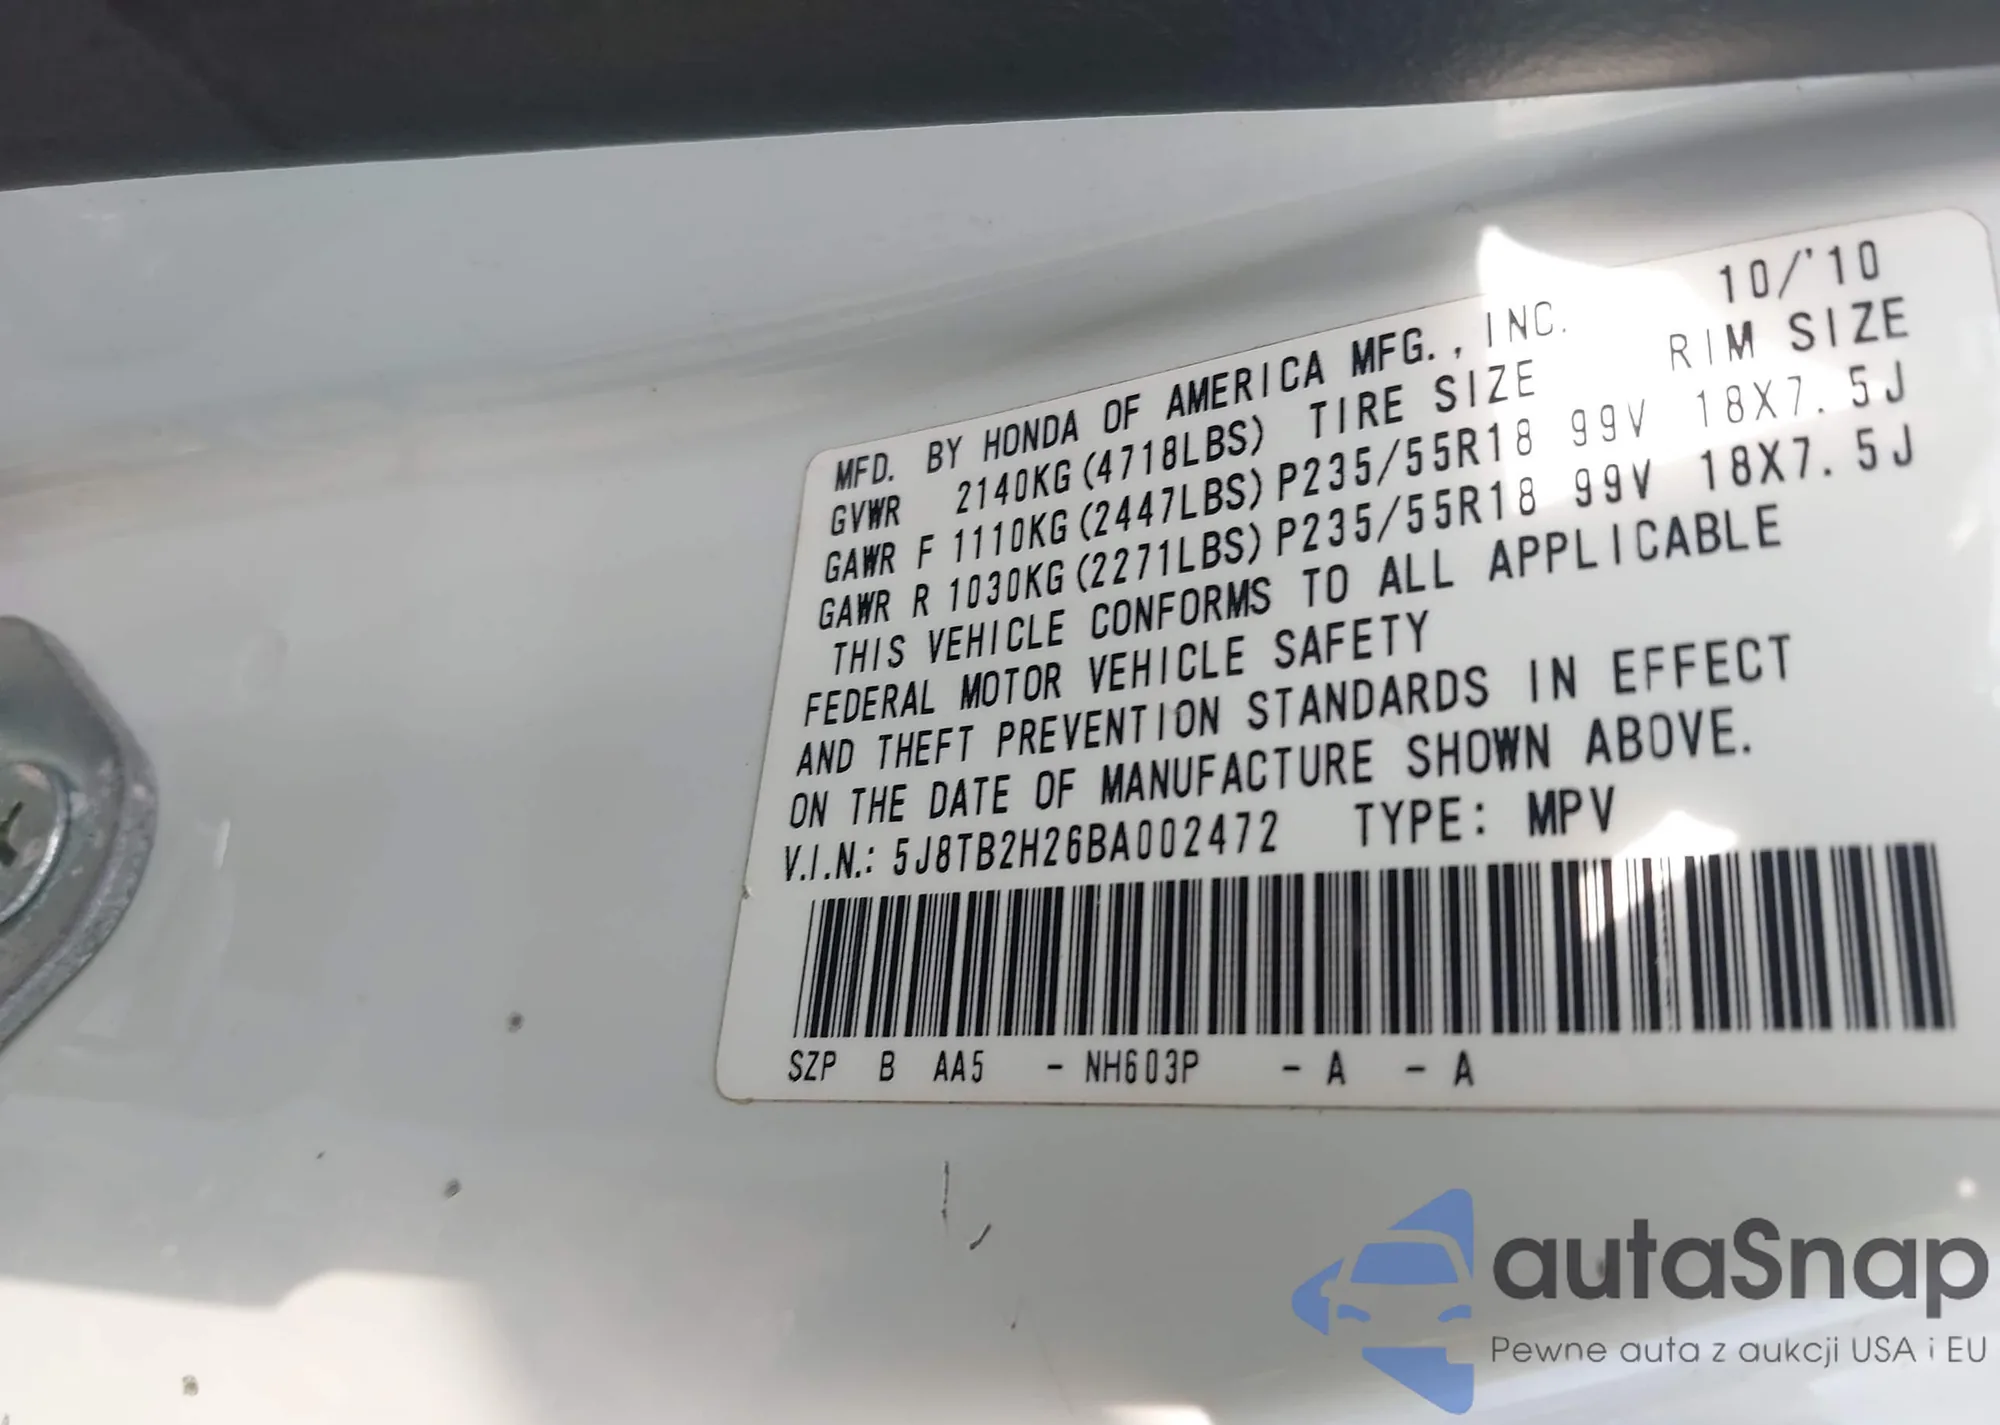 MFD. BY HONDA OF AMERICA MFG., INC. 10/'10
GVWR 2140KG (4718LBS) TIRE SIZE RIM SIZE
GAWR F 1110KG (2447LBS) P235/55R18 99V 18X7.5J
GAWR R 1030KG (2271LBS) P235/55R18 99V 18X7.5J
THIS VEHICLE CONFORMS TO ALL APPLICABLE
FEDERAL MOTOR VEHICLE SAFETY
AND THEFT PREVENTION STANDARDS IN EFFECT
ON THE DATE OF MANUFACTURE SHOWN ABOVE.
V.I.N.: 5J8TB2H26BA002472 TYPE: MPV
SZP B AA5 - NH603P - A - A
autaSnap
Pewne auta z aukcji USA i EU